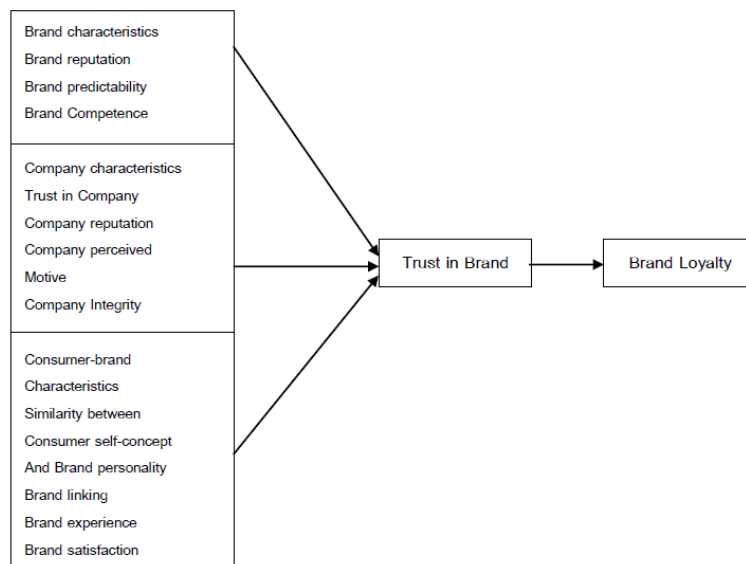 Brand characteristics
Brand reputation
Brand predictability
Brand Competence
Company characteristics
Trust in Company
Company reputation
Company perceived
Motive
Company Integrity
Consumer-brand
Characteristics
Similarity between
Consumer self-concept
And Brand personality
Brand linking
Brand experience
Brand satisfaction
Trust in Brand
Brand Loyalty